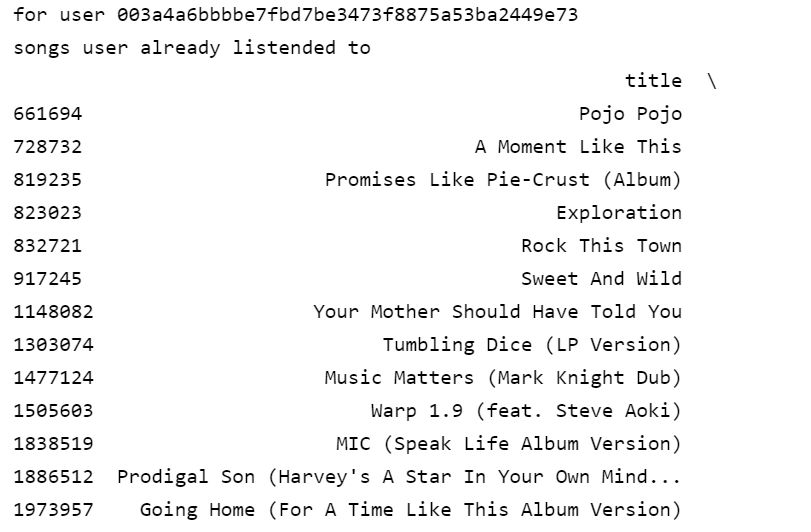 for user 003a4a6bbbbe7fbd7be3473f8875a53ba2449e73
songs user already listended to
title \
661694 Pojo Pojo
728732 A Moment Like This
819235 Promises Like Pie-Crust (Album)
823023 Exploration
832721 Rock This Town
917245 Sweet And Wild
1148082 Your Mother Should Have Told You
1303074 Tumbling Dice (LP Version)
1477124 Music Matters (Mark Knight Dub)
1505603 Warp 1.9 (feat. Steve Aoki)
1838519 MIC (Speak Life Album Version)
1886512 Prodigal Son (Harvey's A Star In Your Own Mind...
1973957 Going Home (For A Time Like This Album Version)